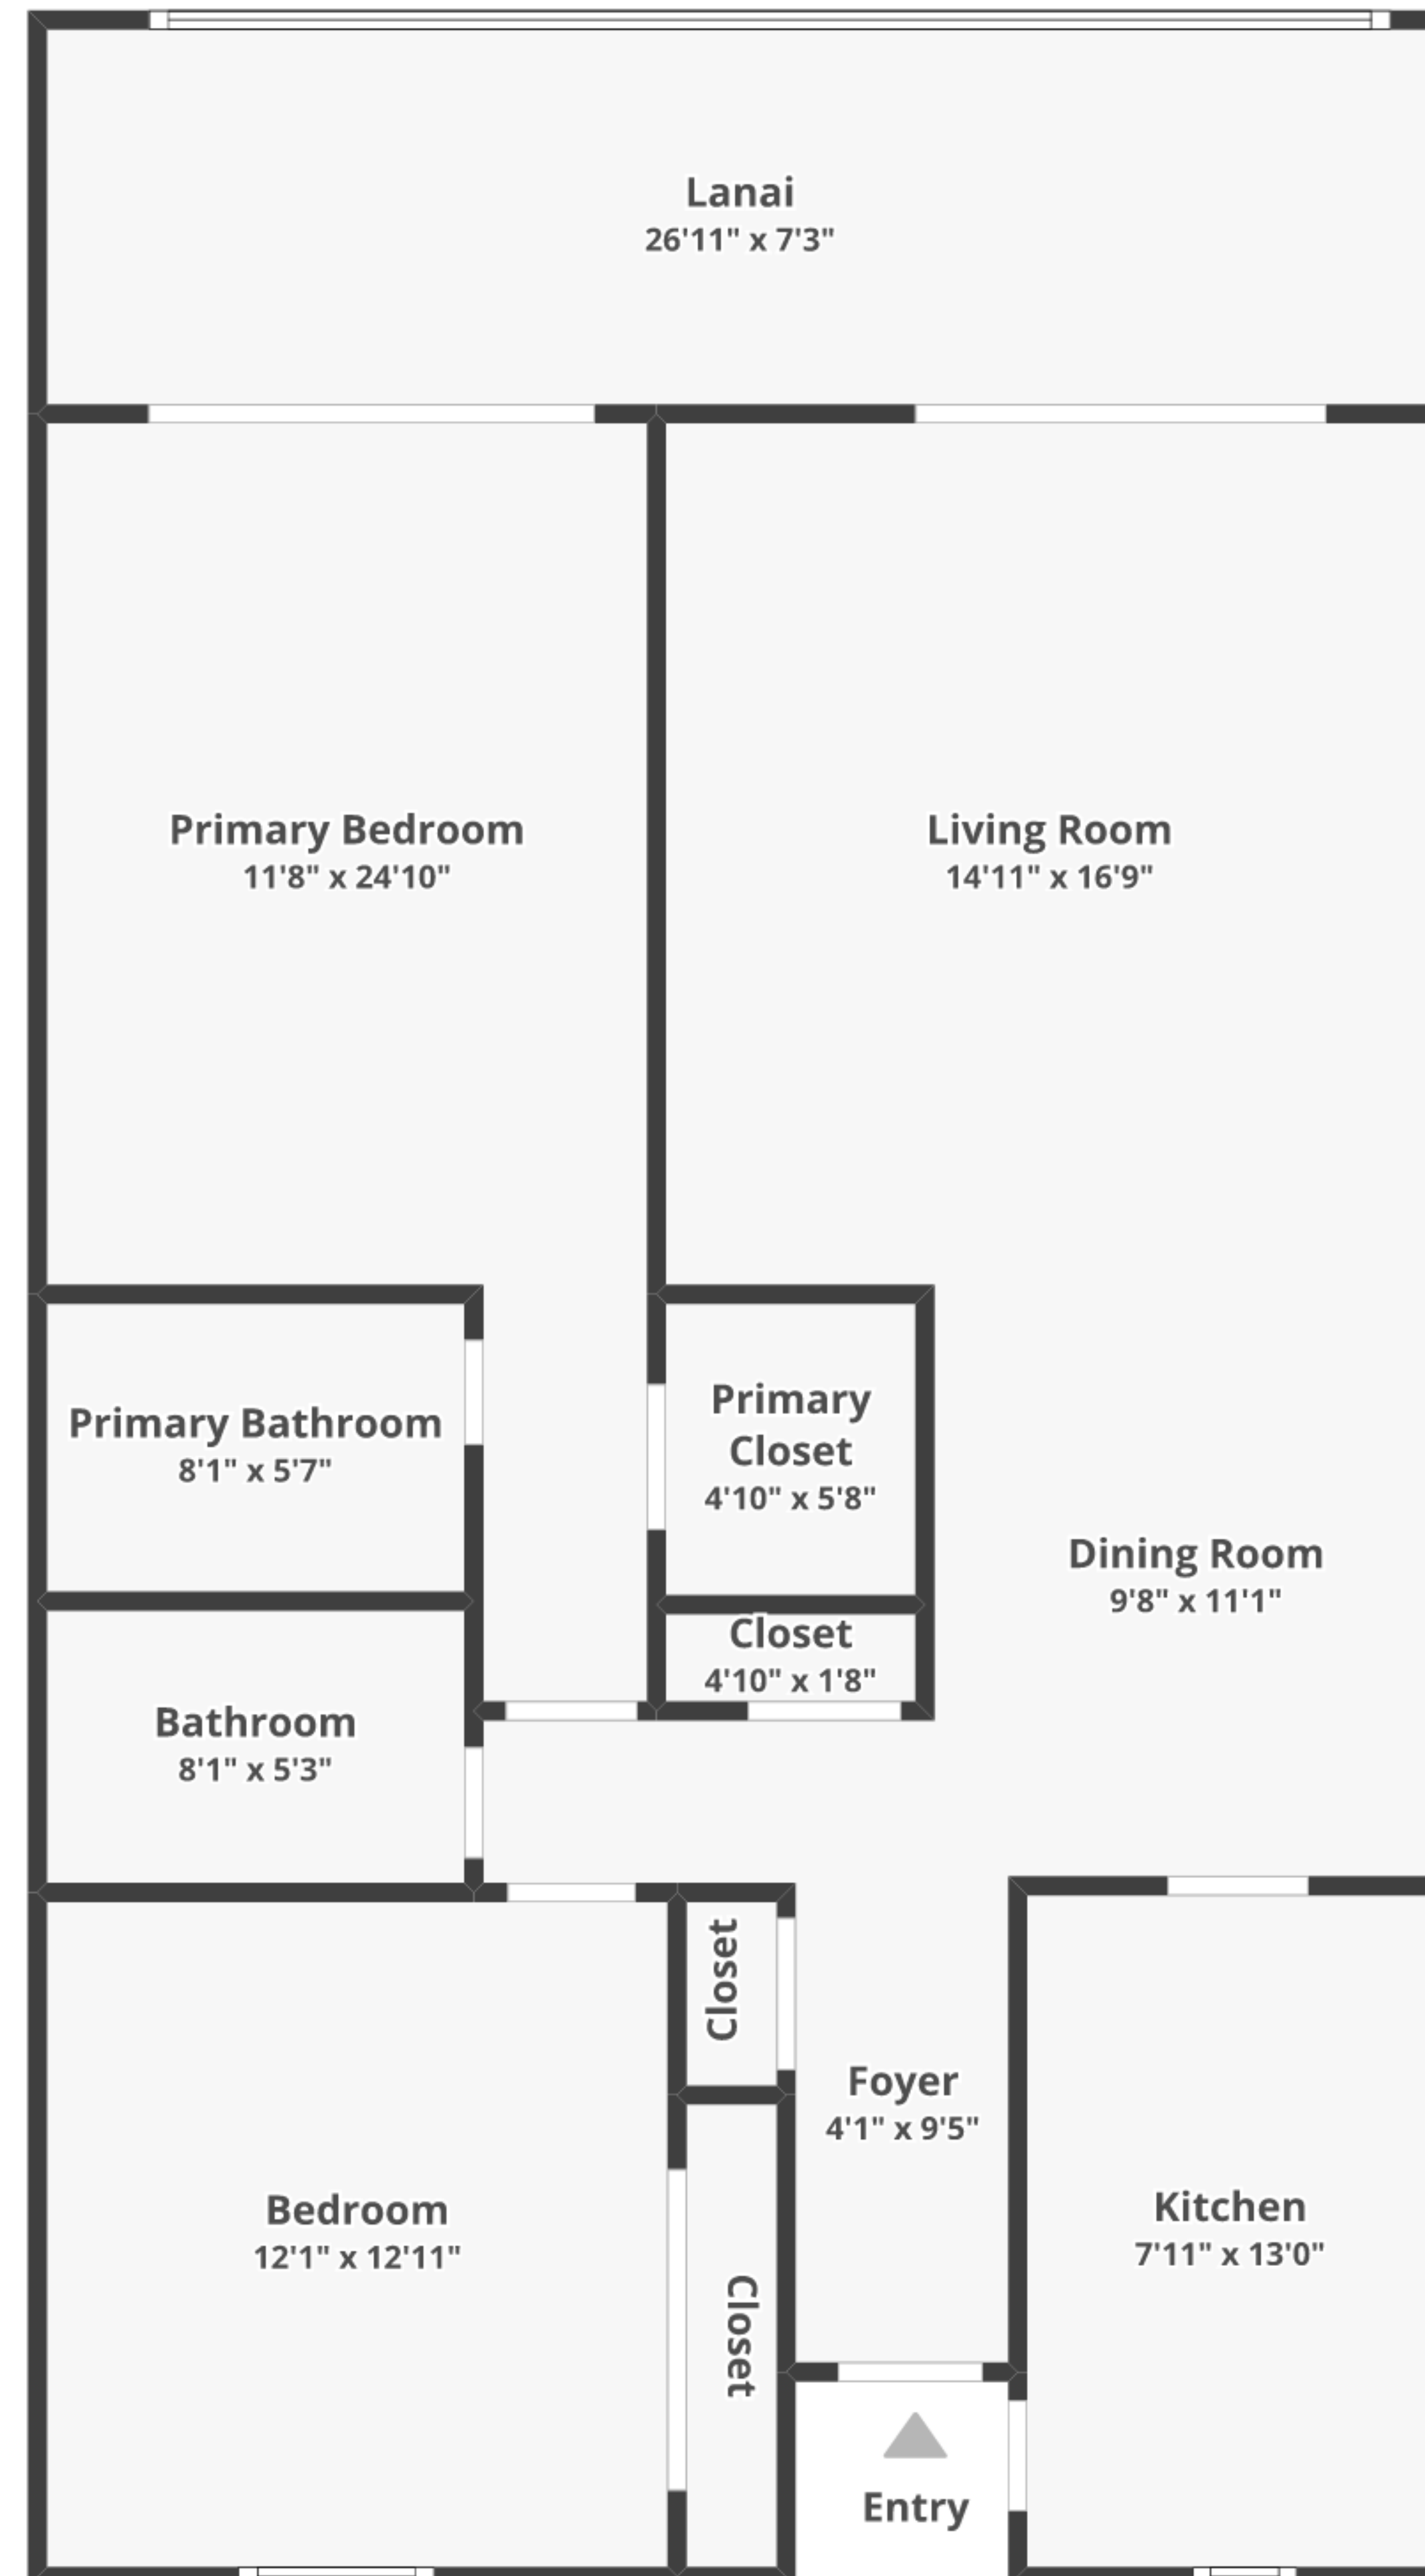 Lanai
26'11" x 7'3"
Primary Bedroom
11'8" x 24'10"
Living Room
14'11" x 16'9"
Primary Bathroom
8'1" x 5'7"
Primary
Closet
4'10" x 5'8"
Dining Room
9'8" x 11'1"
Closet
4'10" x 1'8"
Bathroom
8'1" x 5'3"
Closet
Foyer
4'1" x 9'5"
Bedroom
12'1" x 12'11"
Kitchen
7'11" x 13'0"
Closet
Entry